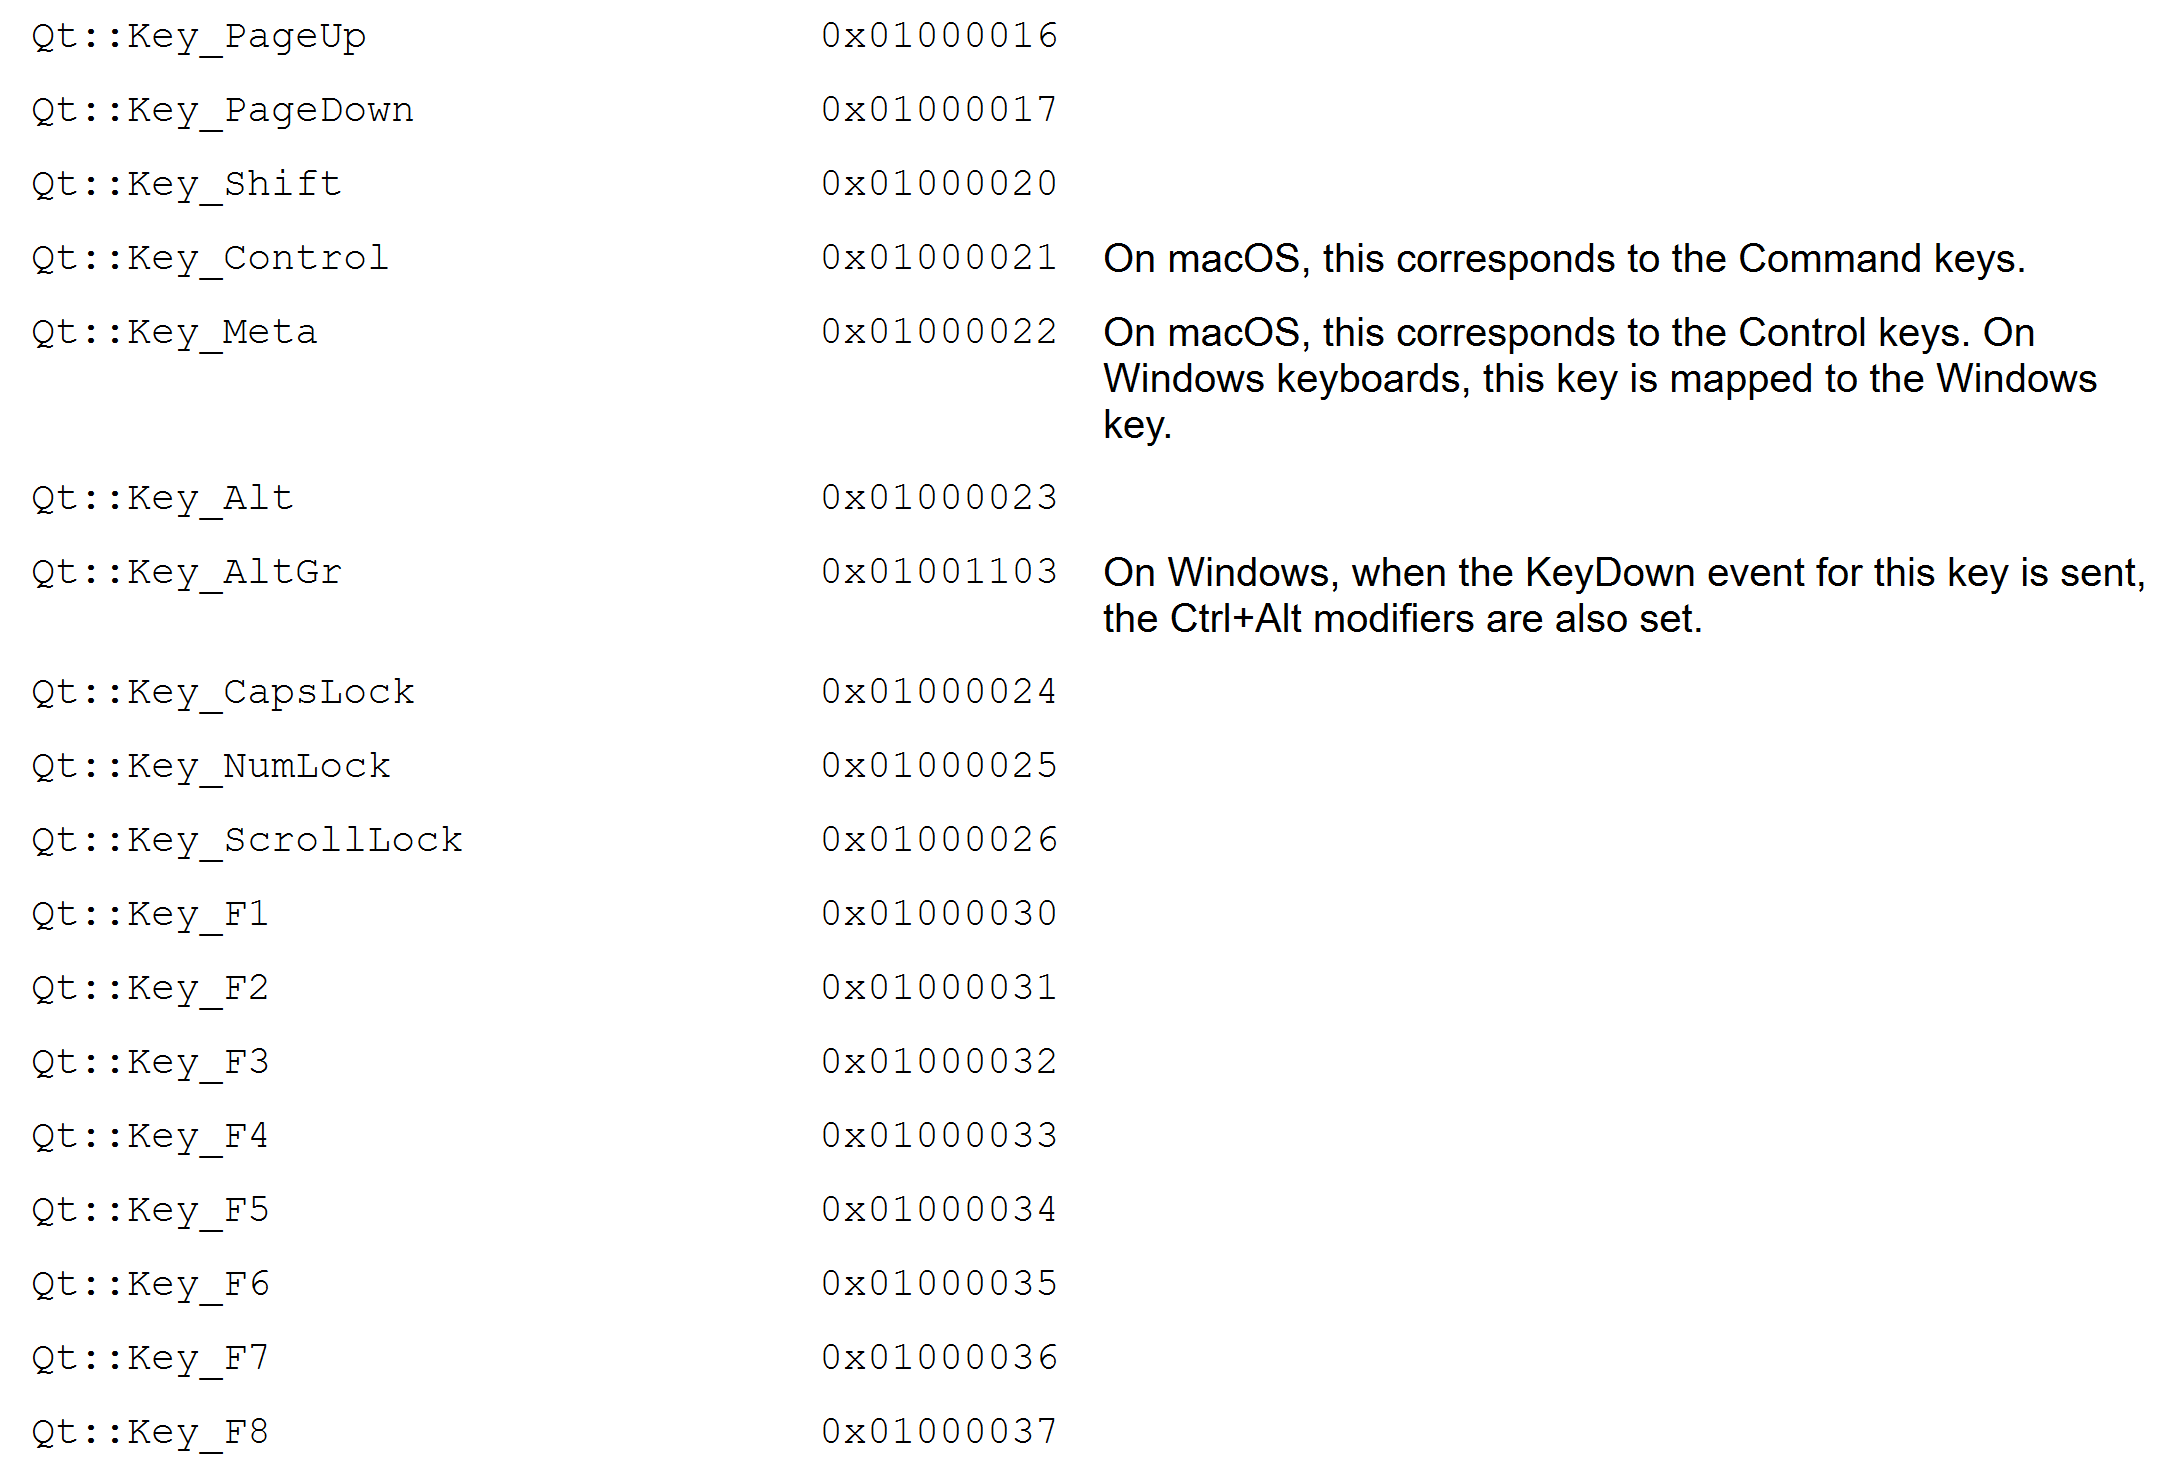 Qt::Key_PageUp 0x01000016
Qt::Key_PageDown 0x01000017
Qt::Key_Shift 0x01000020
Qt::Key_Control 0x01000021 On macOS, this corresponds to the Command keys.
Qt::Key_Meta 0x01000022 On macOS, this corresponds to the Control keys. On
Windows keyboards, this key is mapped to the Windows
key.
Qt::Key_Alt 0x01000023
Qt::Key_AltGr 0x01001103 On Windows, when the KeyDown event for this key is sent,
the Ctrl+Alt modifiers are also set.
Qt::Key_CapsLock 0x01000024
Qt::Key_NumLock 0x01000025
Qt::Key_ScrollLock 0x01000026
Qt::Key_F1 0x01000030
Qt::Key_F2 0x01000031
Qt::Key_F3 0x01000032
Qt::Key_F4 0x01000033
Qt::Key_F5 0x01000034
Qt::Key_F6 0x01000035
Qt::Key_F7 0x01000036
Qt::Key_F8 0x01000037